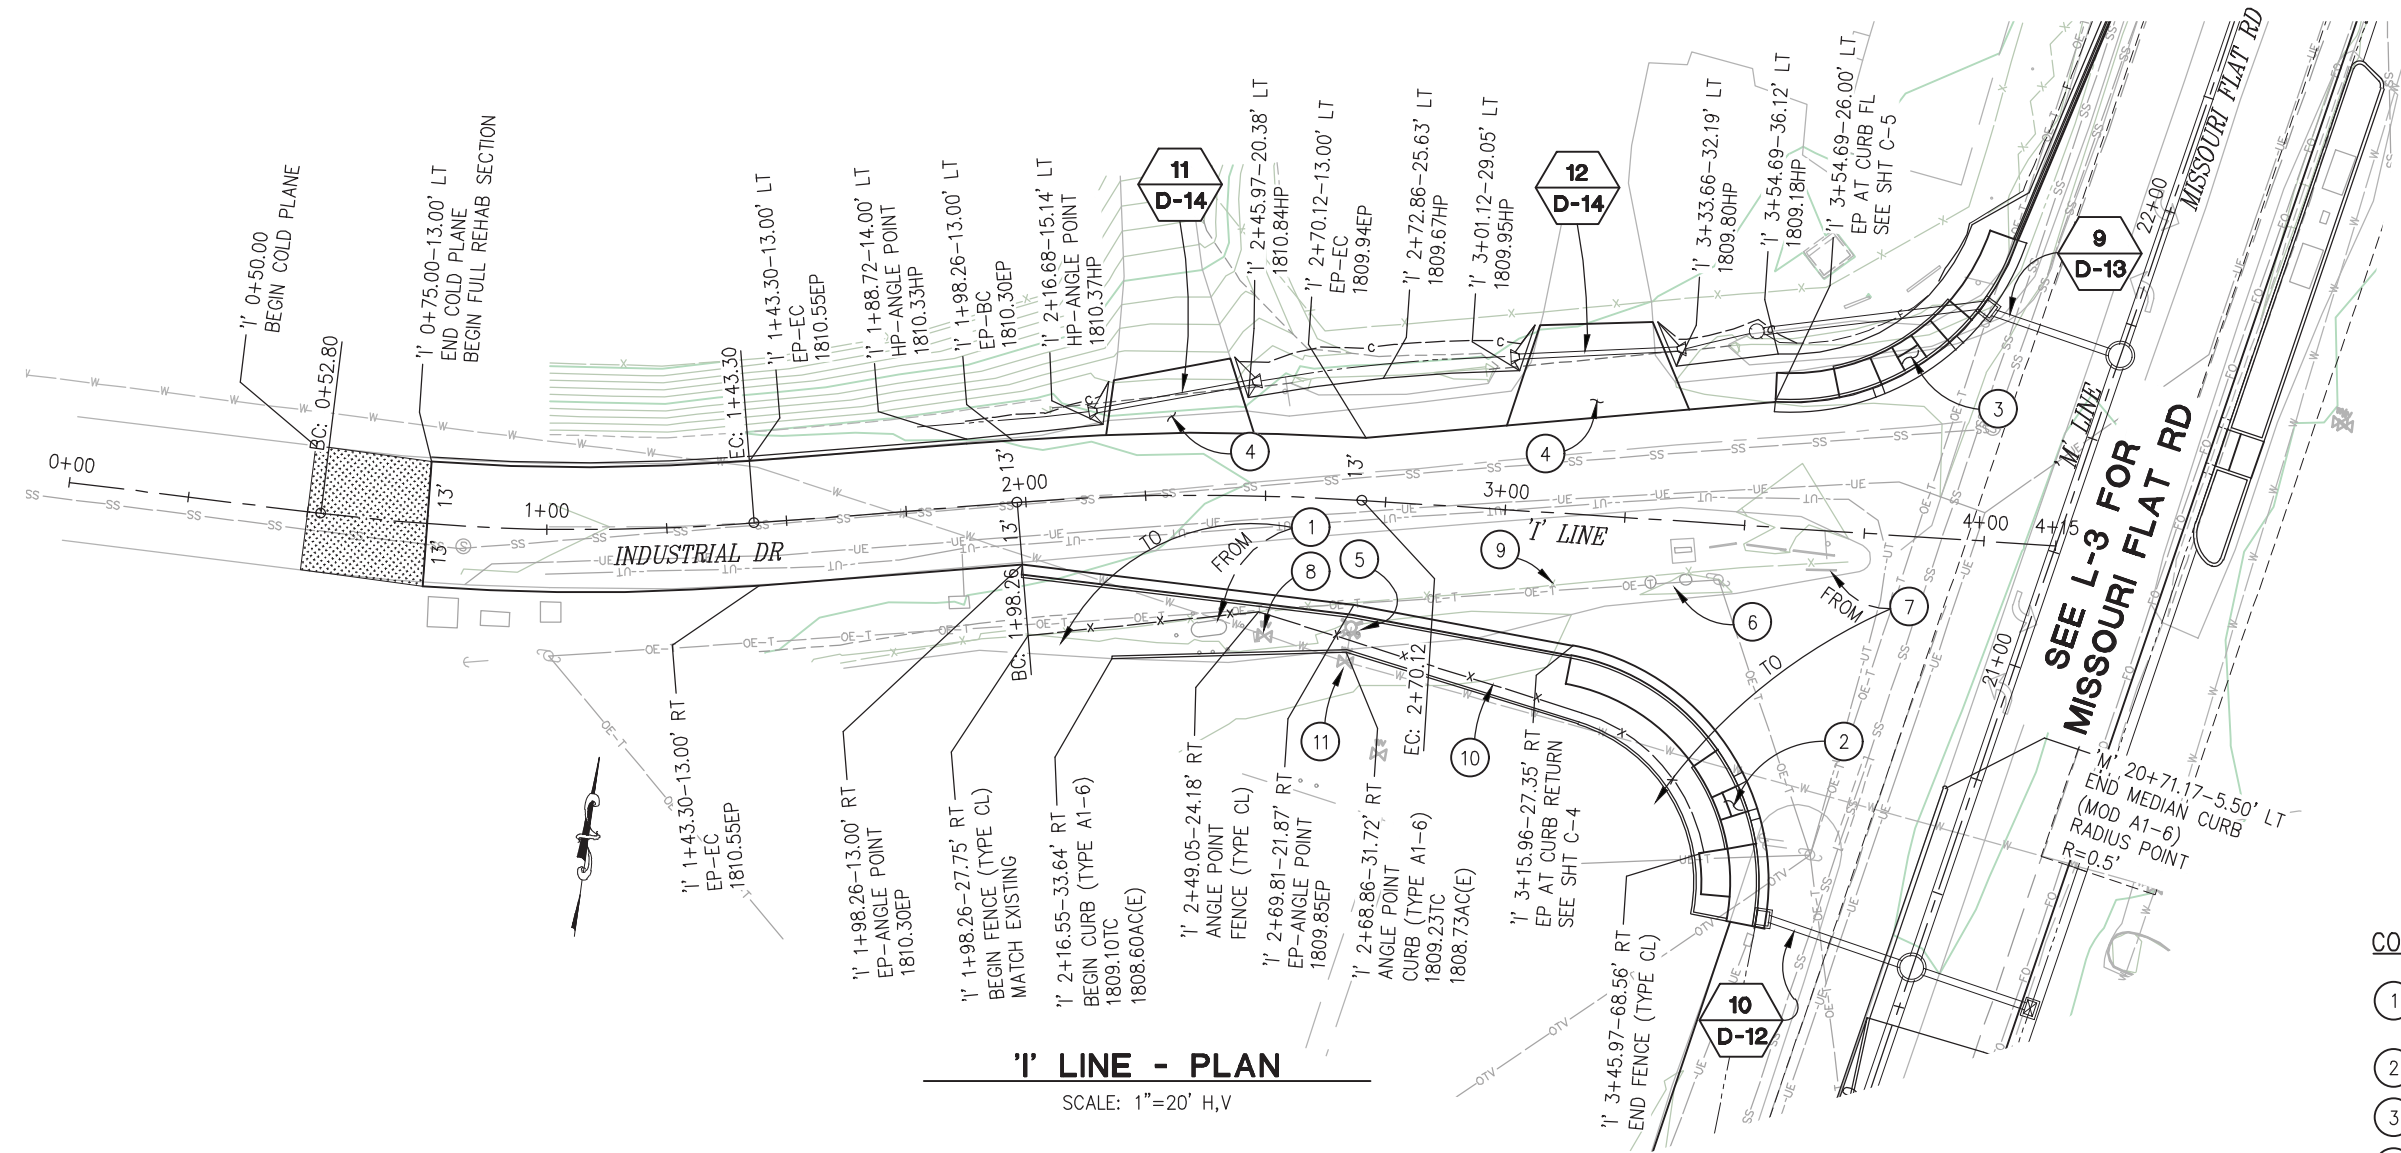 'I' 0+50.00
BEGIN COLD PLANE
'I' 0+75.00-13.00' LT
END COLD PLANE
BEGIN FULL REHAB SECTION
'I' 1+43.30-13.00' LT
EP-EC
1810.55EP
'I' 1+88.72-14.00' LT
HP-ANGLE POINT
1810.33HP
'I' 1+98.26-13.00' LT
EP-BC
1810.30EP
'I' 2+16.68-15.14' LT
HP-ANGLE POINT
1810.37HP
11
D-14
'I' 2+45.97-20.38' LT
1810.84HP
'I' 2+70.12-13.00' LT
EP-EC
1809.94EP
'I' 2+72.86-25.63' LT
1809.67HP
'I' 3+01.12-29.05' LT
1809.95HP
12
D-14
'I' 3+33.66-32.19' LT
1809.80HP
'I' 3+54.69-36.12' LT
1809.18HP
'I' 3+54.69-26.00' LT
EP AT CURB FL
SEE SHT C-5
9
D-13
22+00
MISSOURI FLAT RD
'M' LINE
SEE L-3 FOR
MISSOURI FLAT RD
21+00
BC: 0+52.80
EC: 1+43.30
0+00
13'
13'
1+00
INDUSTRIAL DR
13'
2+00
13'
BC: 1+98.26
13'
3+00
'I' LINE
4+00
4+15
EC: 2+70.12
4
4
3
TO
FROM
1
8
5
9
6
FROM
7
TO
11
10
2
'I' 1+43.30-13.00' RT
EP-EC
1810.55EP
'I' 1+98.26-13.00' RT
EP-ANGLE POINT
1810.30EP
'I' 1+98.26-27.75' RT
BEGIN FENCE (TYPE CL)
MATCH EXISTING
'I' 2+16.55-33.64' RT
BEGIN CURB (TYPE A1-6)
1809.10TC
1808.60AC(E)
'I' 2+49.05-24.18' RT
ANGLE POINT
FENCE (TYPE CL)
'I' 2+69.81-21.87' RT
EP-ANGLE POINT
1809.85EP
'I' 2+68.86-31.72' RT
ANGLE POINT
CURB (TYPE A1-6)
1809.23TC
1808.73AC(E)
'I' 3+15.96-27.35' RT
EP AT CURB RETURN
SEE SHT C-4
'I' 3+45.97-68.56' RT
END FENCE (TYPE CL)
10
D-12
'M' 20+71.17-5.50' LT
END MEDIAN CURB
(MOD A1-6)
RADIUS POINT
R=0.5'
'I' LINE - PLAN
SCALE: 1"=20' H,V
CO
1
2
3